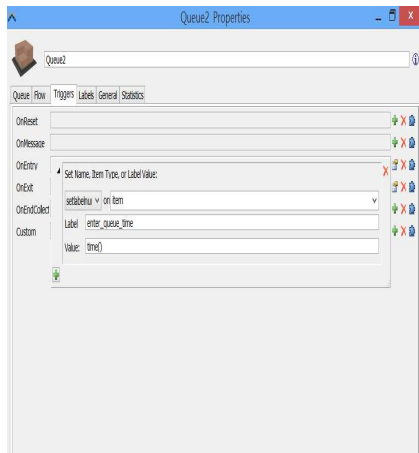 Queue2 Properties
Queue2
Queue Flow Triggers Labels General Statistics
OnReset
OnMessage
OnEntry
Set Name, Item Type, or Label Value:
OnExit
setlabelnu on item
OnEndCollect
Label enter_queue_time
Custom
Value: time()